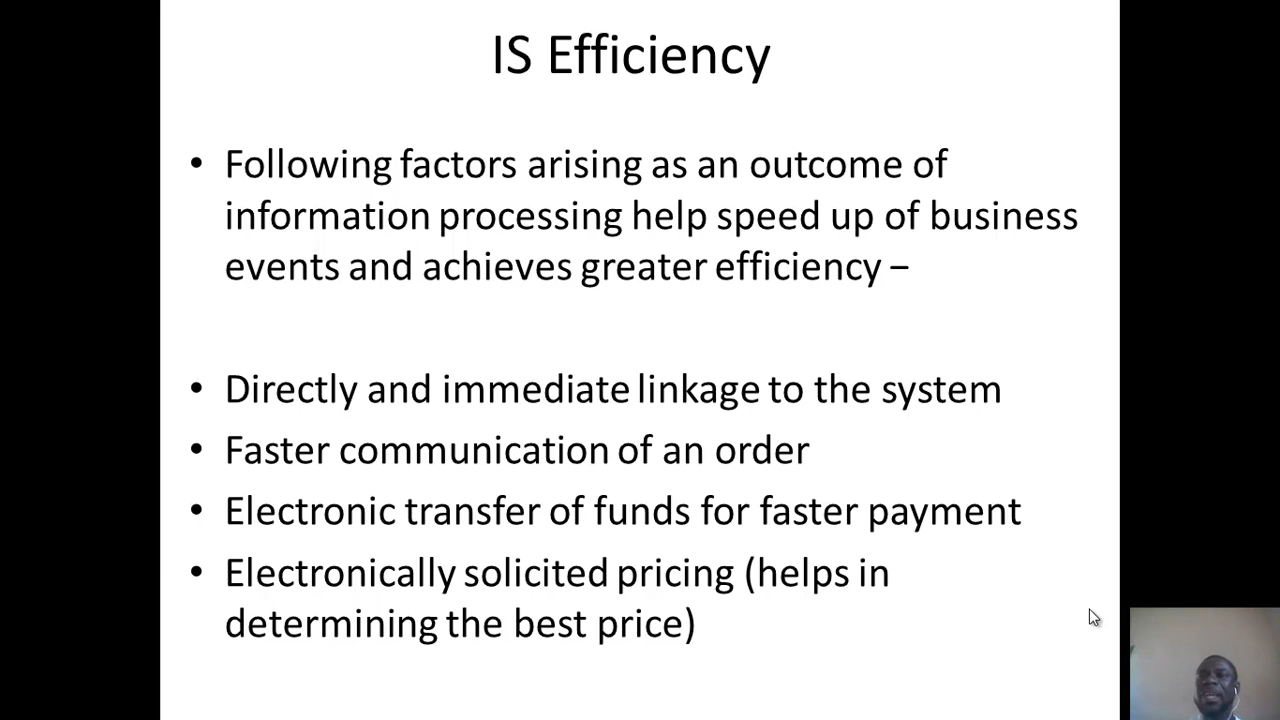 IS Efficiency
• Following factors arising as an outcome of
information processing help speed up of business
events and achieves greater efficiency −
• Directly and immediate linkage to the system
• Faster communication of an order
• Electronic transfer of funds for faster payment
• Electronically solicited pricing (helps in
determining the best price)